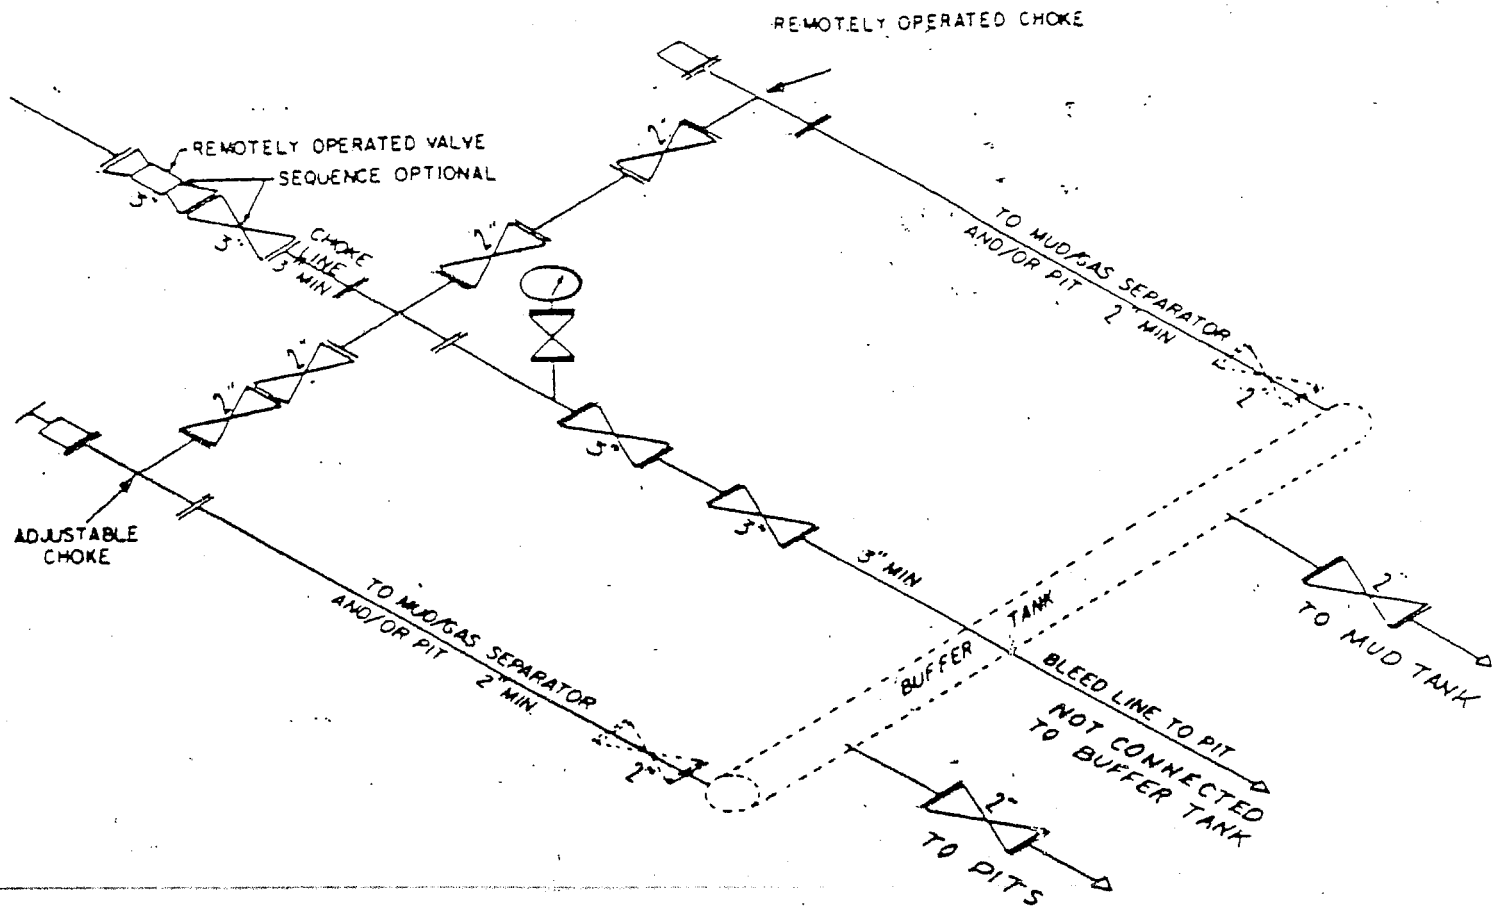 REMOTELY OPERATED CHOKE
REMOTELY OPERATED VALVE
SEQUENCE OPTIONAL
3"
3"
CHOKE
LINE
3" MIN
2"
2"
2"
2"
TO MUD/GAS SEPARATOR
AND/OR PIT 2" MIN
2"
3"
3"
3" MIN
ADJUSTABLE
CHOKE
TO MUD/GAS SEPARATOR
AND/OR PIT 2" MIN.
2"
BUFFER TANK
2"
TO MUD TANK
BLEED LINE TO PIT
NOT CONNECTED
TO BUFFER TANK
2"
TO PITS